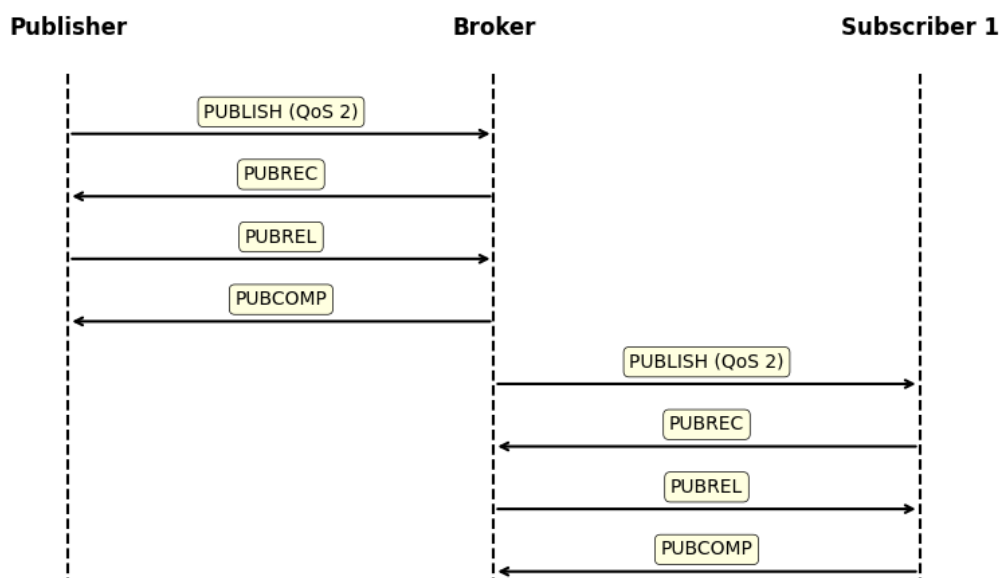 Publisher
Broker
Subscriber 1
PUBLISH (QoS 2)
PUBREC
PUBREL
PUBCOMP
PUBLISH (QoS 2)
PUBREC
PUBREL
PUBCOMP